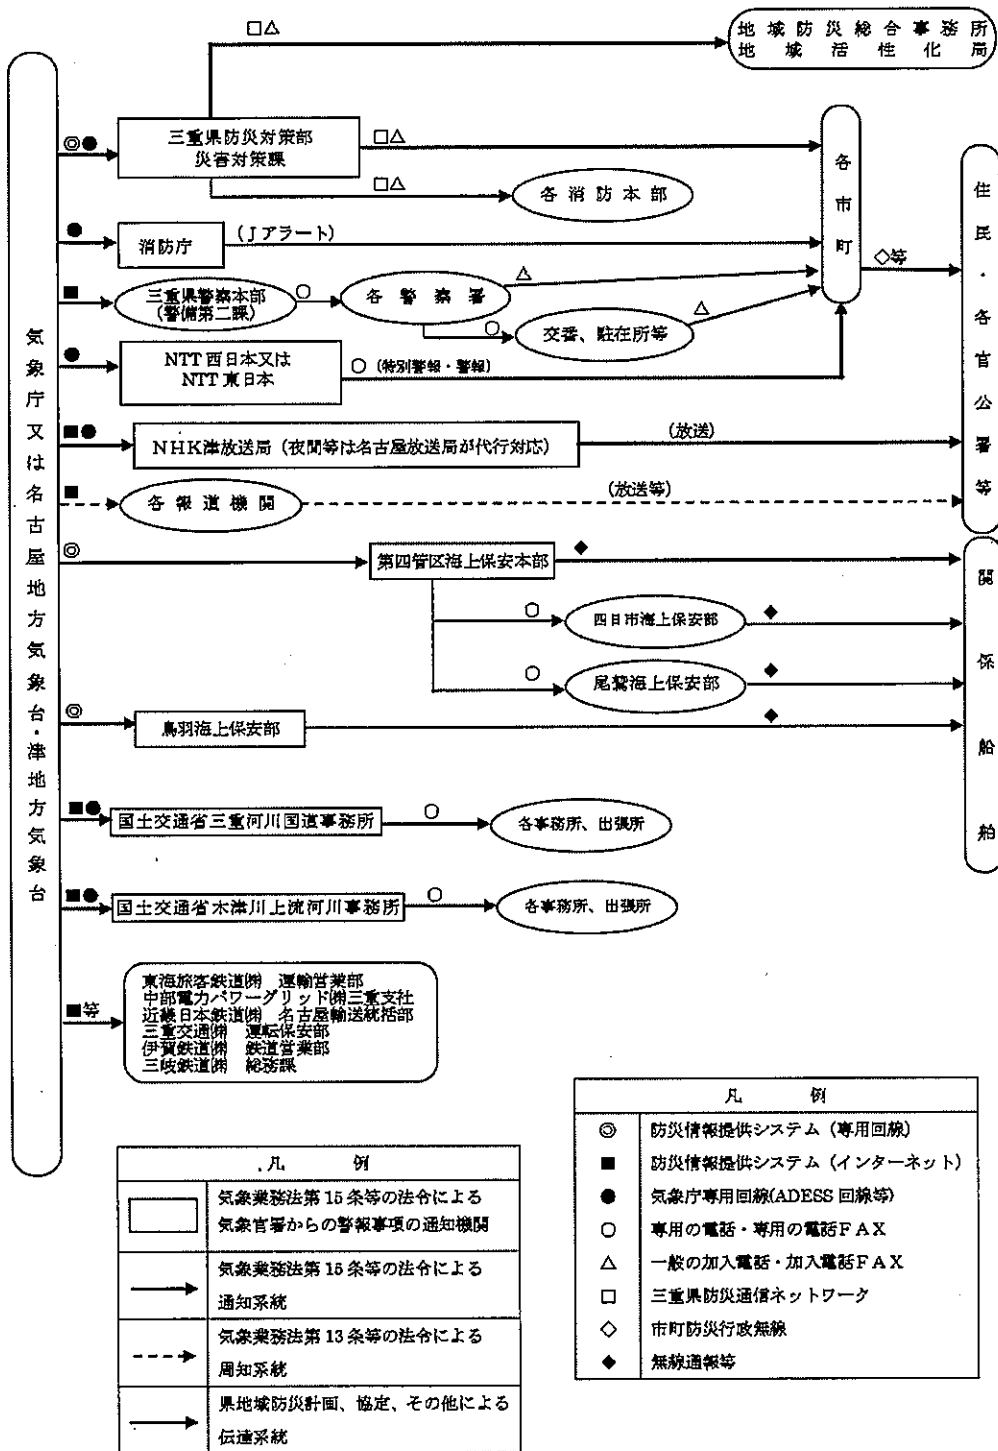 □△
地域防災総合事務所
地域活性化局
◎●
三重県防災対策部
災害対策課
□△
□△
各消防本部
各市町
住民・各官公署等
●
消防庁
(Jアラート)
◇等
■
三重県警察本部
(警備第二課)
○
各警察署
△
○
交番、駐在所等
△
●
NTT西日本又は
NTT東日本
○ (特別警報・警報)
気象庁又は名古屋地方気象台・津地方気象台
■●
NHK津放送局 (夜間等は名古屋放送局が代行対応)
(放送)
■
各報道機関
(放送等)
◎
第四管区海上保安本部
◆
関係船舶
○
四日市海上保安部
◆
○
尾鷲海上保安部
◆
◎
鳥羽海上保安部
◆
■●
国土交通省三重河川国道事務所
○
各事務所、出張所
■●
国土交通省木津川上流河川事務所
○
各事務所、出張所
■等
東海旅客鉄道㈱ 運輸営業部
中部電力パワーグリッド㈱三重支社
近畿日本鉄道㈱ 名古屋輸送統括部
三重交通㈱ 運転保安部
伊賀鉄道㈱ 鉄道営業部
三岐鉄道㈱ 総務課
凡例
気象業務法第15条等の法令による
気象官署からの警報事項の通知機関
気象業務法第15条等の法令による
通知系統
気象業務法第13条等の法令による
周知系統
県地域防災計画、協定、その他による
伝達系統
凡例
◎ 防災情報提供システム (専用回線)
■ 防災情報提供システム (インターネット)
● 気象庁専用回線(ADESS回線等)
○ 専用の電話・専用の電話FAX
△ 一般の加入電話・加入電話FAX
□ 三重県防災通信ネットワーク
◇ 市町防災行政無線
◆ 無線通報等